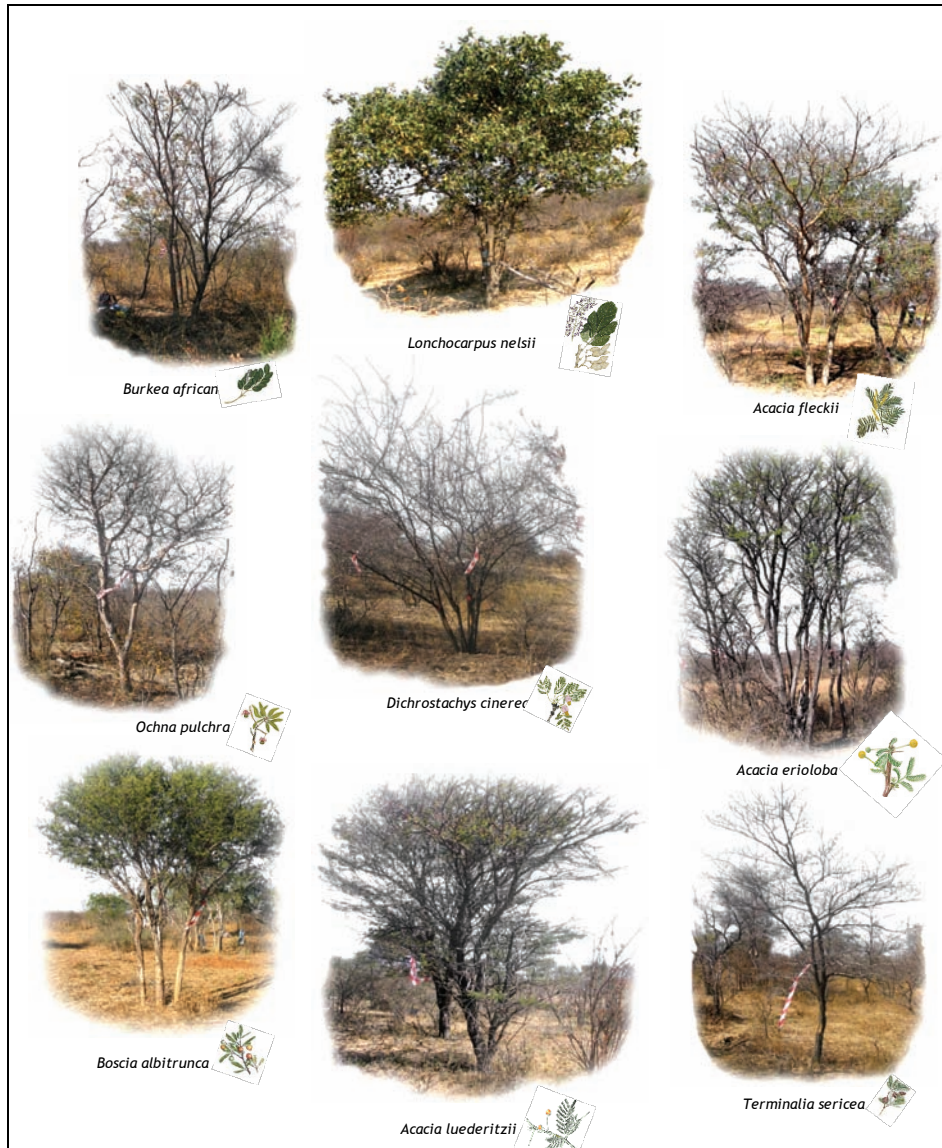 Burkea african
Lonchocarpus nelsii
Acacia fleckii
Ochna pulchra
Dichrostachys cinerec
Acacia erioloba
Boscia albitrunca
Acacia luederitzii
Terminalia sericea